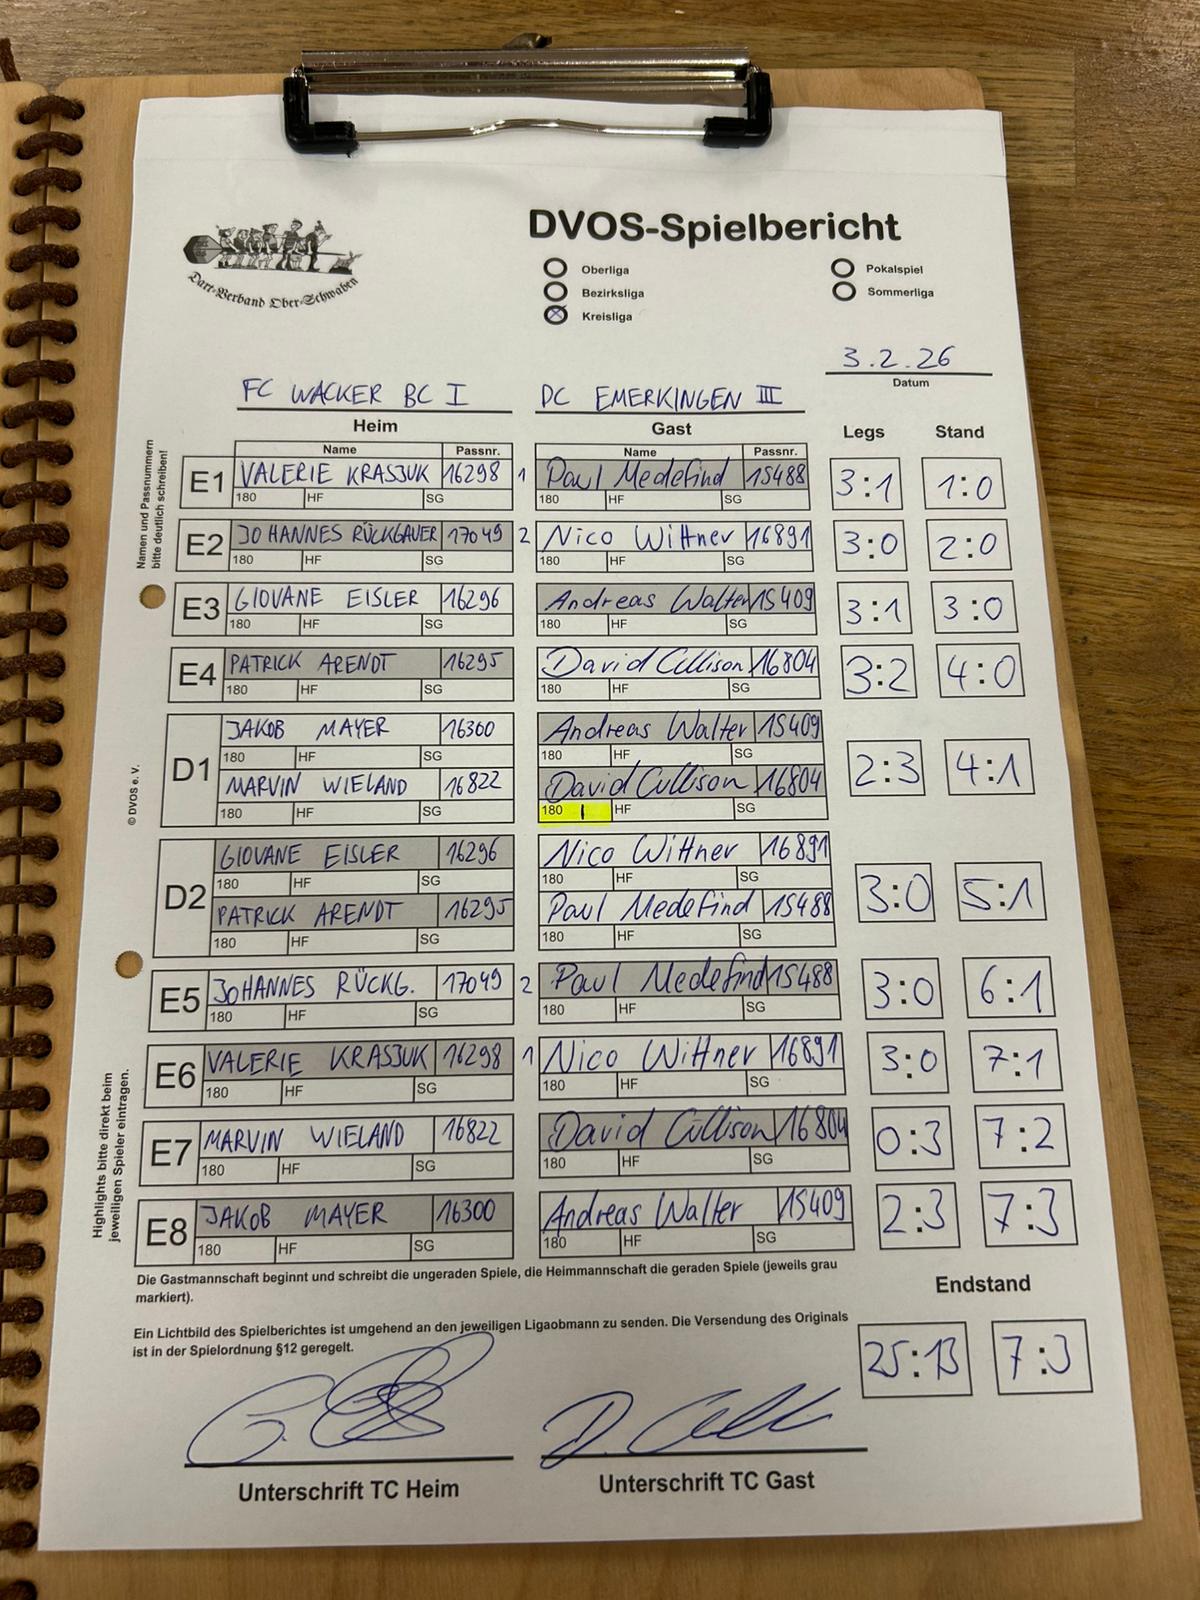 DVOS-Spielbericht
Dart-Verband Ober-Schwaben
Oberliga
Pokalspiel
Bezirksliga
Sommerliga
Kreisliga
3.2.26
Datum
FC WACKER BC I
DC EMERKINGEN III
Heim
Gast
Legs
Stand
Namen und Passnummern
bitte deutlich schreiben!
Name Passnr.
Name Passnr.
E1 VALERIE KRASJUK 16298 1 Paul Medefind 15488 3:1 1:0
180 HF SG 180 HF SG
E2 JOHANNES RÜCKGAUER 17049 2 Nico Wittner 16891 3:0 2:0
180 HF SG 180 HF SG
E3 GIOVANE EISLER 16296 Andreas Walter 15409 3:1 3:0
180 HF SG 180 HF SG
E4 PATRICK ARENDT 16295 David Cullison 16804 3:2 4:0
180 HF SG 180 HF SG
© DVOS e. V.
D1 JAKOB MAYER 16300 Andreas Walter 15409 2:3 4:1
180 HF SG 180 HF SG
MARVIN WIELAND 16822 David Cullison 16804
180 HF SG 180 I HF SG
D2 GIOVANE EISLER 16296 Nico Wittner 16891 3:0 5:1
180 HF SG 180 HF SG
PATRICK ARENDT 16295 Paul Medefind 15488
180 HF SG 180 HF SG
E5 JOHANNES RÜCKG. 17049 2 Paul Medefind 15488 3:0 6:1
180 HF SG 180 HF SG
E6 VALERIE KRASJUK 16298 1 Nico Wittner 16891 3:0 7:1
180 HF SG 180 HF SG
Highlights bitte direkt beim
jeweiligen Spieler eintragen.
E7 MARVIN WIELAND 16822 David Cullison 16804 0:3 7:2
180 HF SG 180 HF SG
E8 JAKOB MAYER 16300 Andreas Walter 15409 2:3 7:3
180 HF SG 180 HF SG
Die Gastmannschaft beginnt und schreibt die ungeraden Spiele, die Heimmannschaft die geraden Spiele (jeweils grau
markiert).
Endstand
Ein Lichtbild des Spielberichtes ist umgehend an den jeweiligen Ligaobmann zu senden. Die Versendung des Originals
ist in der Spielordnung §12 geregelt.
25:13 7:3
Unterschrift TC Heim
Unterschrift TC Gast